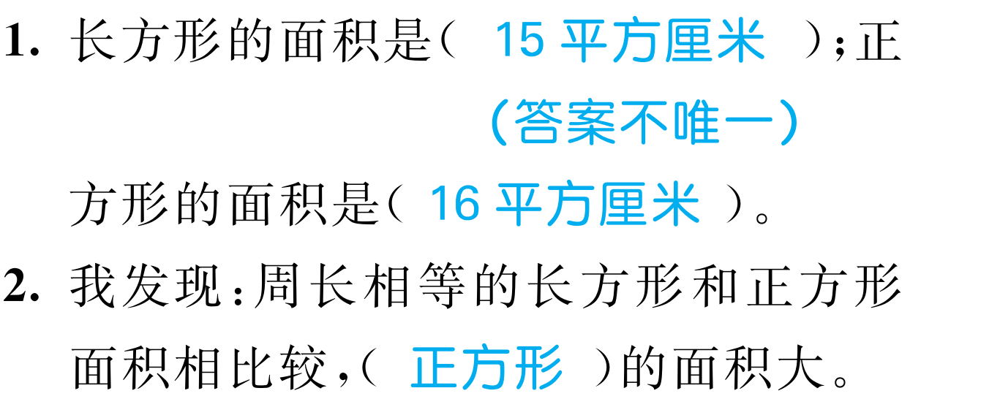 1. 长方形的面积是( 15 平方厘米 );正
(答案不唯一)
方形的面积是( 16 平方厘米 )。
2. 我发现:周长相等的长方形和正方形
面积相比较,( 正方形 )的面积大。